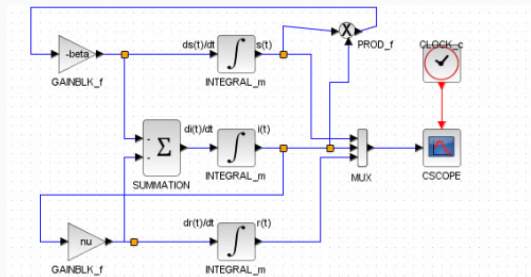 ds(t)/dt
s(t)
PROD_f
CLOCK_c
-beta
GAINBLK_f
INTEGRAL_m
di(t)/dt
i(t)
-
-
Σ
SUMMATION
INTEGRAL_m
MUX
CSCOPE
dr(t)/dt
r(t)
nu
GAINBLK_f
INTEGRAL_m